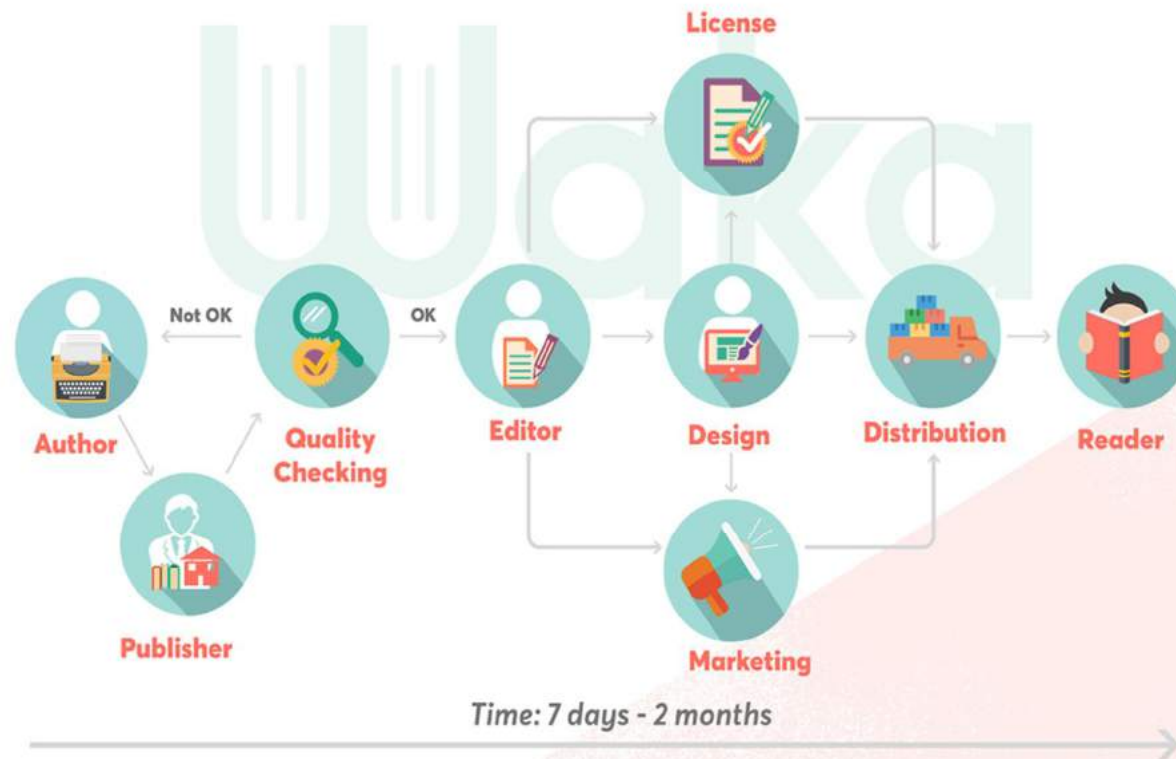 Waka
License
Not OK
OK
Author
Quality
Checking
Editor
Design
Distribution
Reader
Publisher
Marketing
Time: 7 days - 2 months